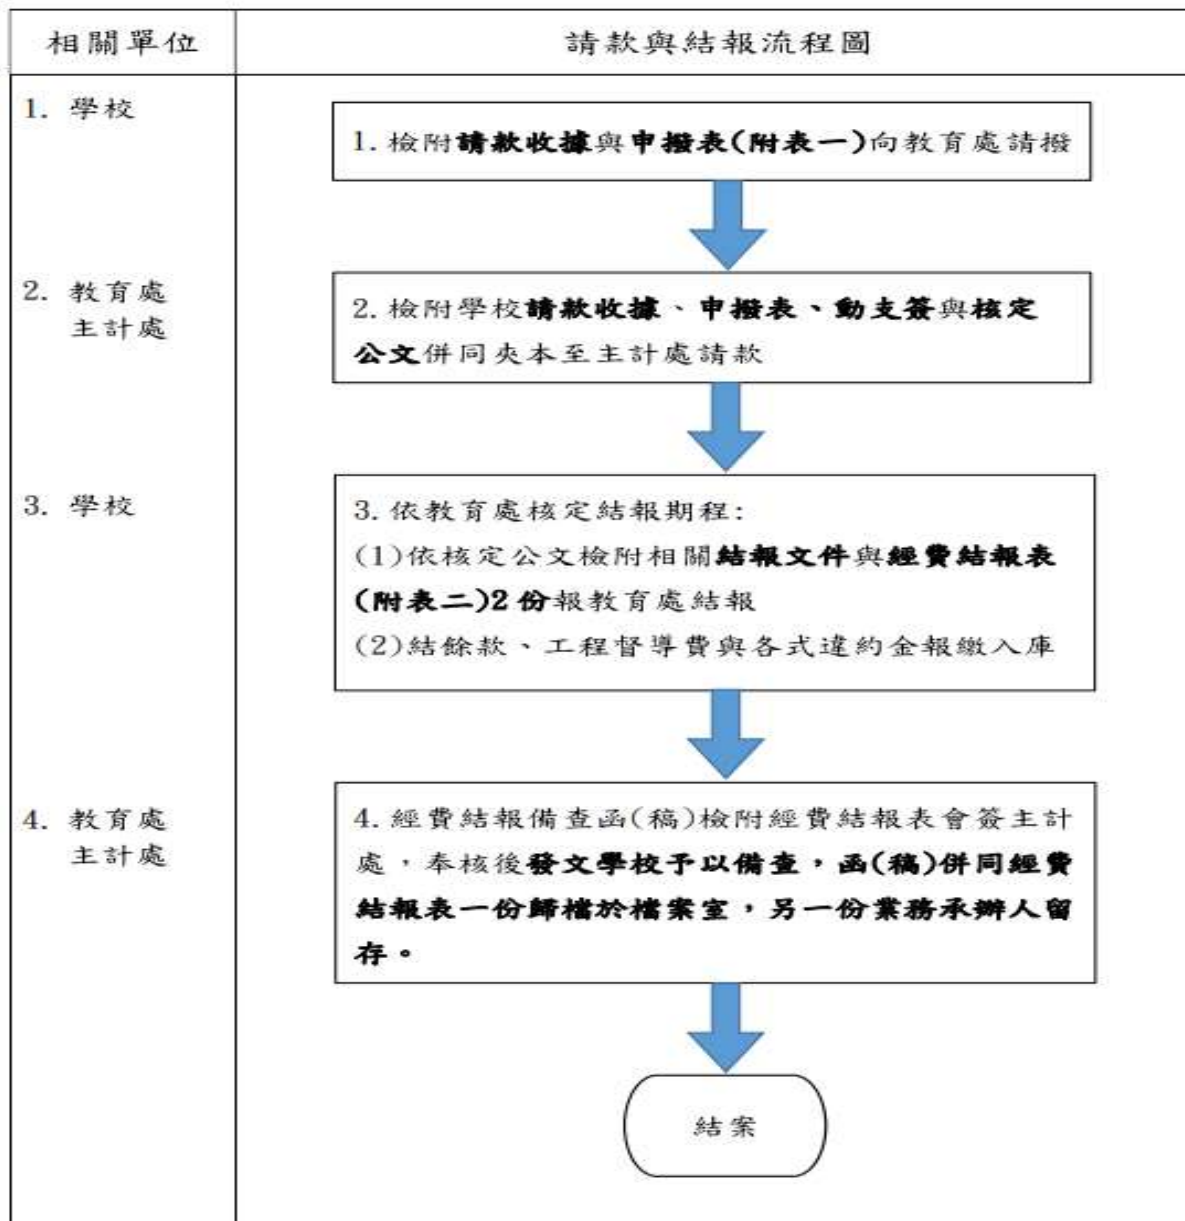 相關單位
請款與結報流程圖
1. 學校
1. 檢附請款收據與申撥表(附表一)向教育處請撥
2. 教育處
主計處
2. 檢附學校請款收據、申撥表、動支簽與核定
公文併同夾本至主計處請款
3. 學校
3. 依教育處核定結報期程:
(1)依核定公文檢附相關結報文件與經費結報表
(附表二)2 份報教育處結報
(2)結餘款、工程督導費與各式違約金報繳入庫
4. 教育處
主計處
4. 經費結報備查函(稿)檢附經費結報表會簽主計
處，奉核後發文學校予以備查，函(稿)併同經費
結報表一份歸檔於檔案室，另一份業務承辦人留
存。
結案